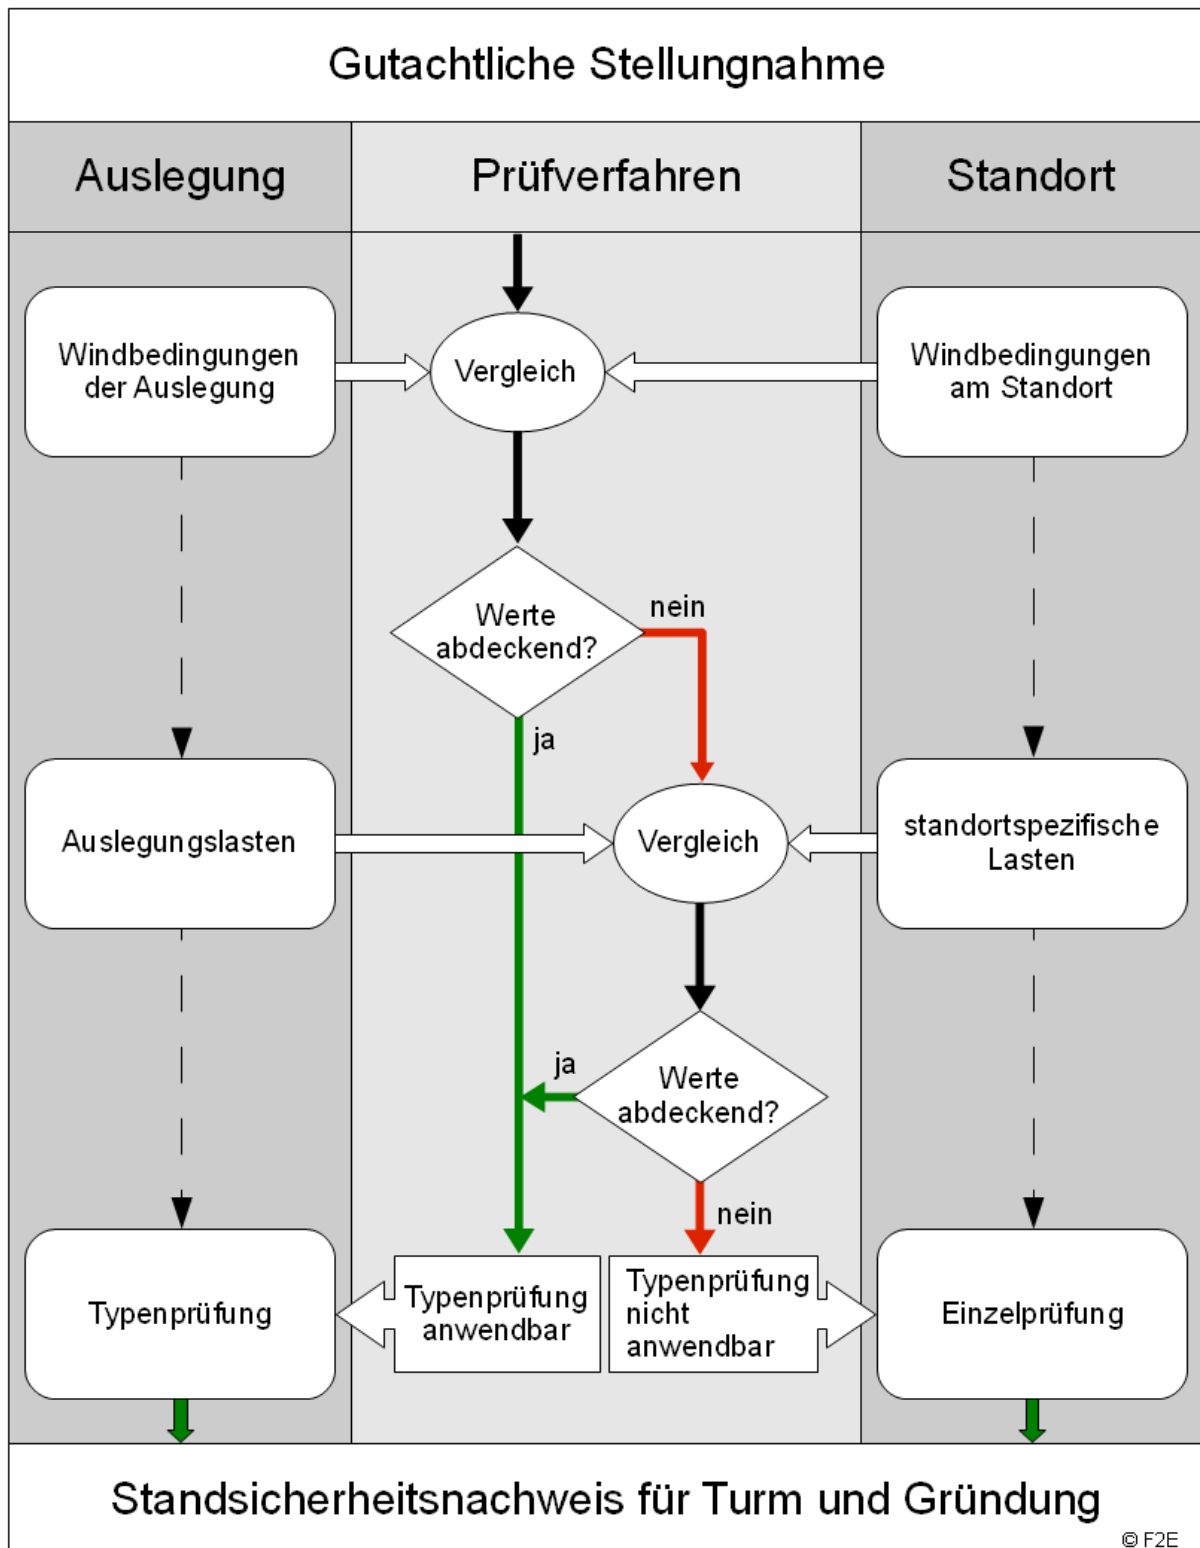 Gutachtliche Stellungnahme
Auslegung
Prüfverfahren
Standort
Windbedingungen
der Auslegung
Vergleich
Windbedingungen
am Standort
Werte
abdeckend?
nein
ja
Auslegungslasten
Vergleich
standortspezifische
Lasten
ja
Werte
abdeckend?
nein
Typenprüfung
Typenprüfung
anwendbar
Typenprüfung
nicht
anwendbar
Einzelprüfung
Standsicherheitsnachweis für Turm und Gründung
© F2E